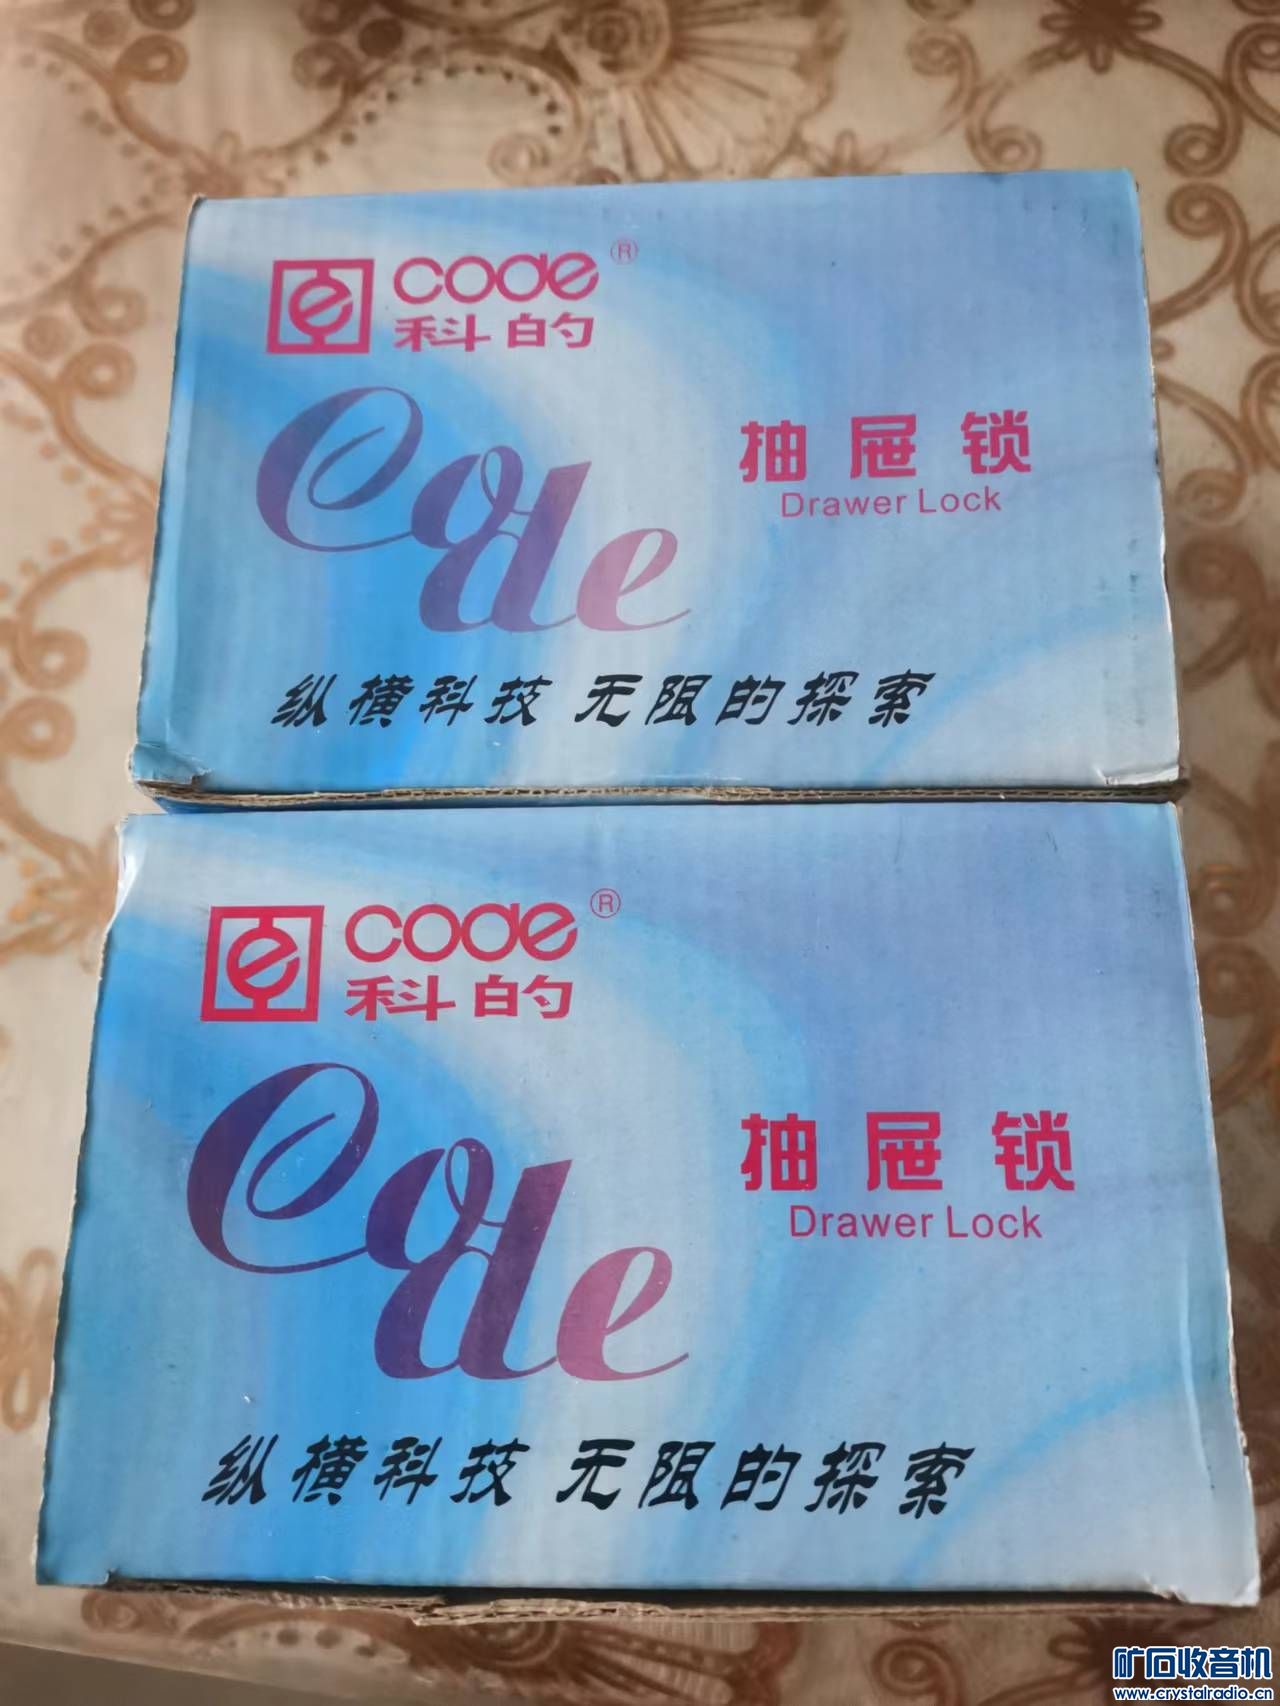 code®
科的
Code
抽屉锁
Drawer Lock
纵横科技 无限的探索
code®
科的
Code
抽屉锁
Drawer Lock
纵横科技 无限的探索
矿石收音机
www.crystalradio.cn